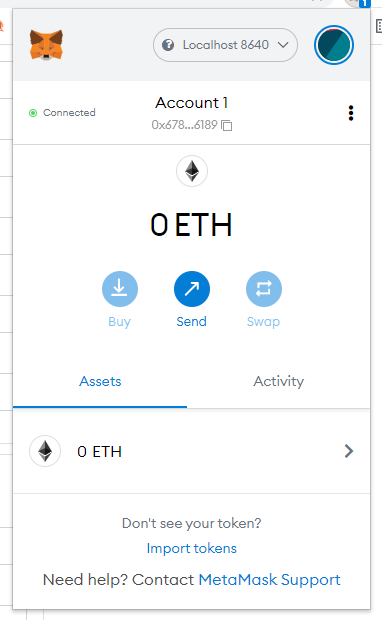 1
Localhost 8640
Connected
Account 1
0x678...6189
0 ETH
Buy
Send
Swap
Assets
Activity
0 ETH
Don't see your token?
Import tokens
Need help? Contact MetaMask Support